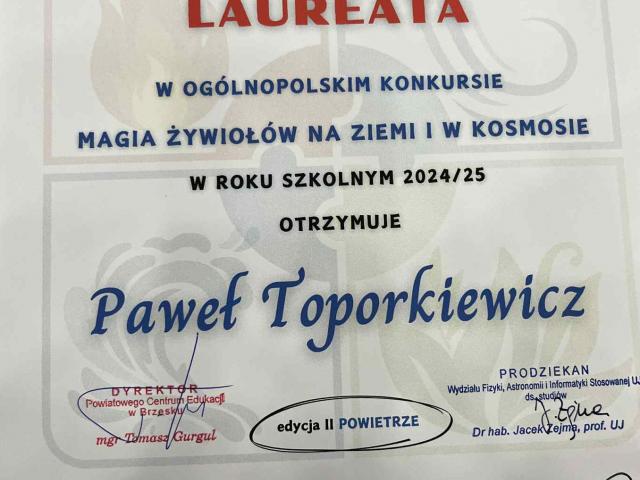 LAUREATA
W OGÓLNOPOLSKIM KONKURSIE
MAGIA ŻYWIOŁÓW NA ZIEMI I W KOSMOSIE
W ROKU SZKOLNYM 2024/25
OTRZYMUJE
Paweł Toporkiewicz
DYREKTOR
Powiatowego Centrum Edukacji
w Brzesku
mgr Tomasz Gurgul
edycja II POWIETRZE
PRODZIEKAN
Wydziału Fizyki, Astronomii i Informatyki Stosowanej UJ
ds. studiów
J. Zejma
Dr hab. Jacek Zejma, prof. UJ